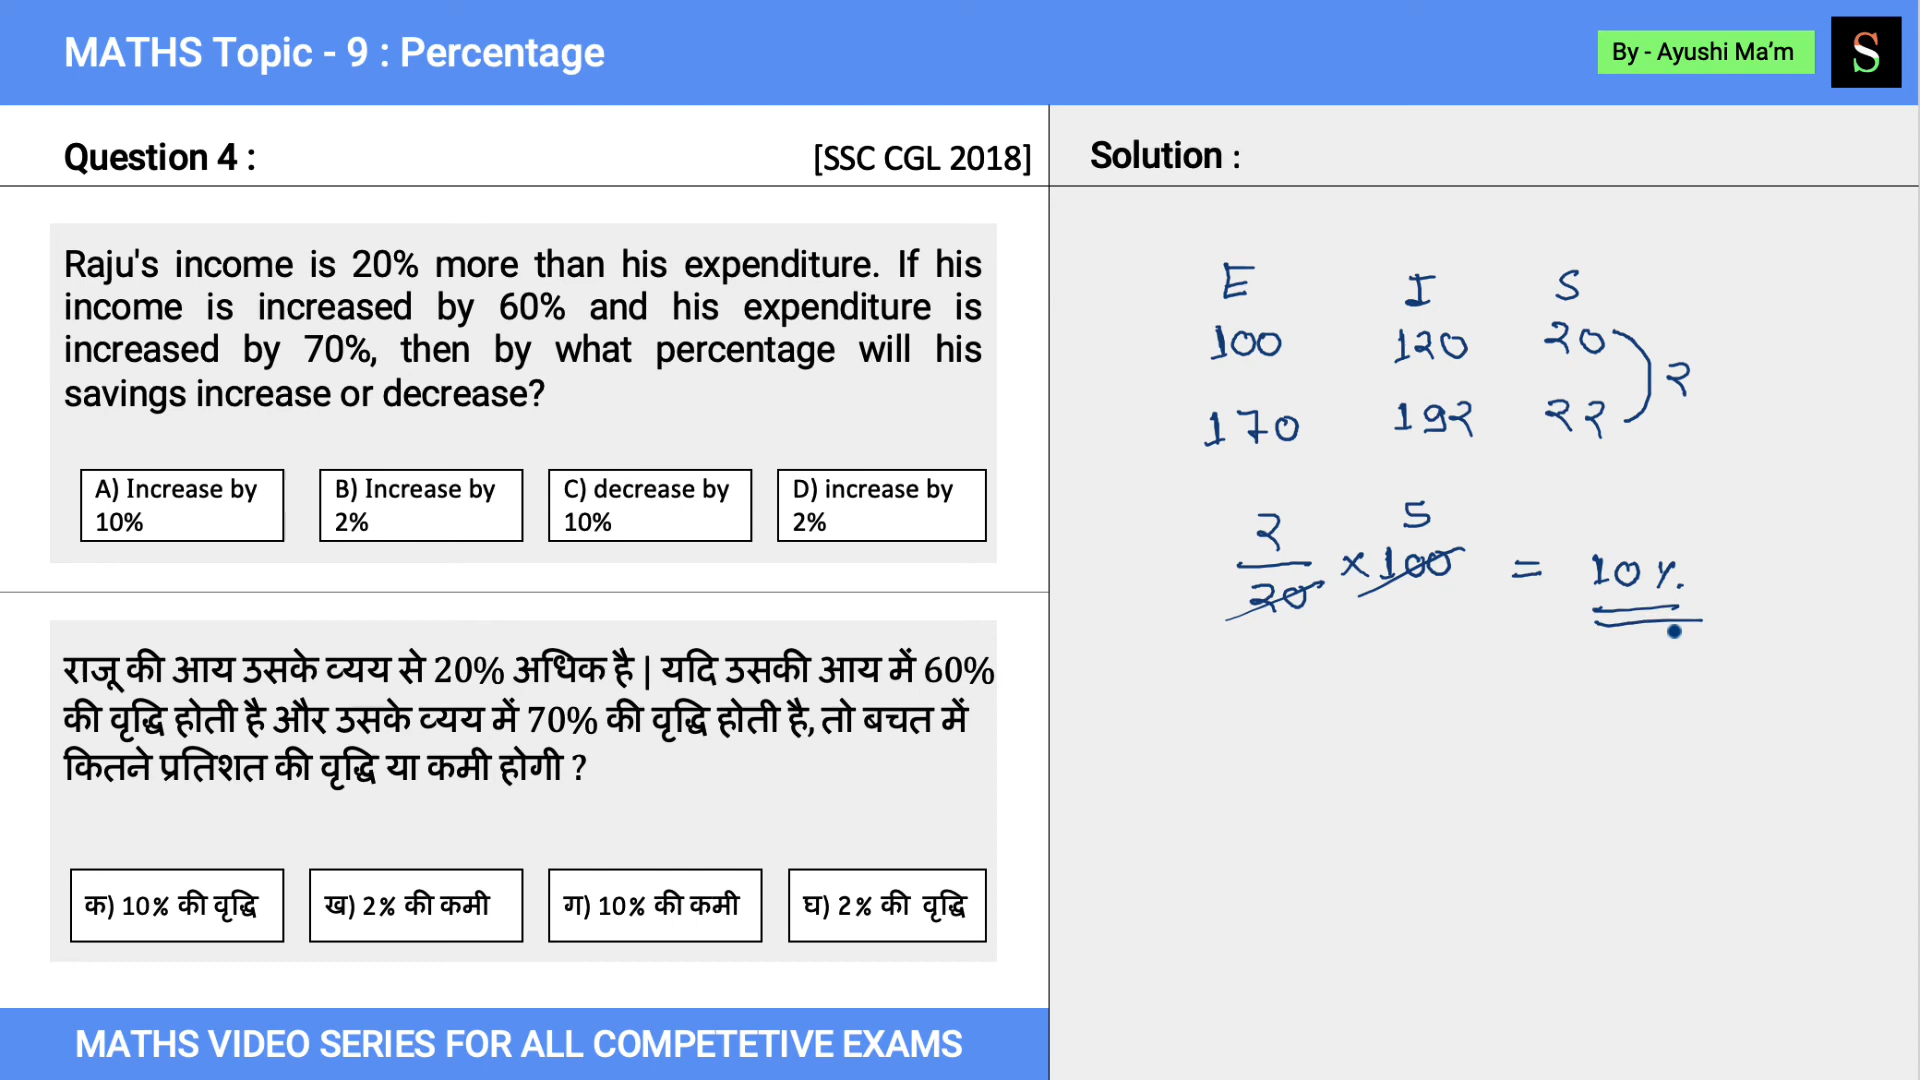 MATHS Topic - 9 : Percentage
By - Ayushi Ma’m
S
Question 4 :
[SSC CGL 2018]
Raju's income is 20% more than his expenditure. If his
income is increased by 60% and his expenditure is
increased by 70%, then by what percentage will his
savings increase or decrease?
A) Increase by
10%
B) Increase by
2%
C) decrease by
10%
D) increase by
2%
राजू की आय उसके व्यय से 20% अधिक है | यदि उसकी आय में 60%
की वृद्धि होती है और उसके व्यय में 70% की वृद्धि होती है, तो बचत में
कितने प्रतिशत की वृद्धि या कमी होगी ?
क) 10% की वृद्धि
ख) 2% की कमी
ग) 10% की कमी
घ) 2% की वृद्धि
MATHS VIDEO SERIES FOR ALL COMPETETIVE EXAMS
Solution :
E I S
100 120 20
2
170 192 22
2 5
× 100 = 10%
20